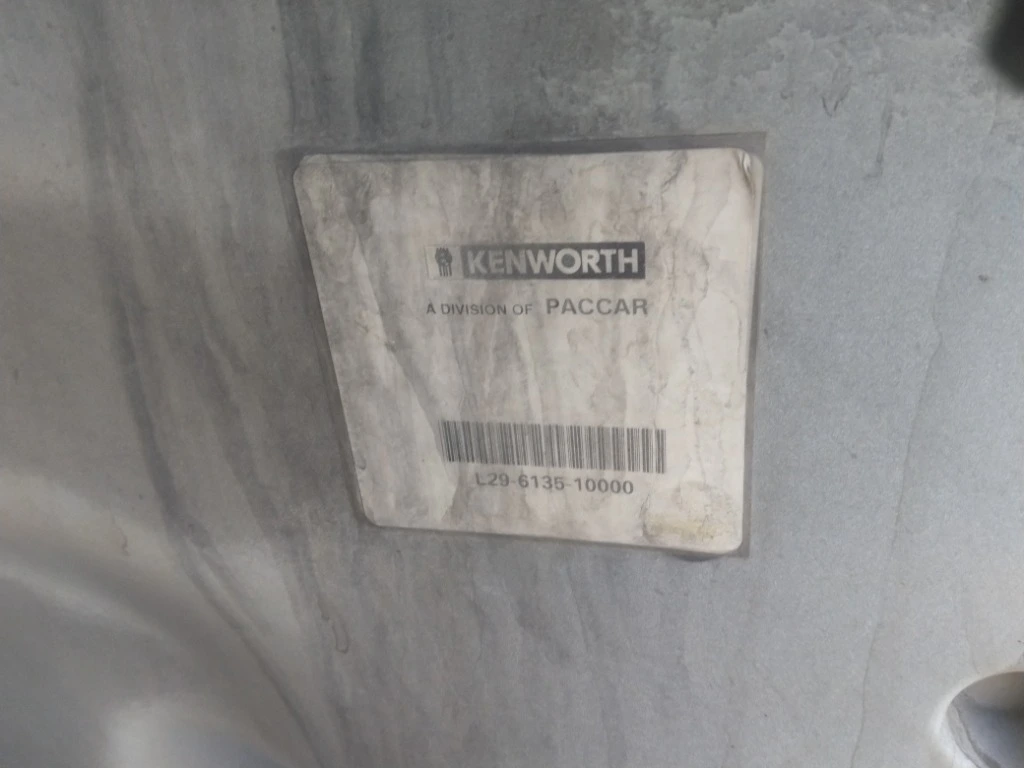 KENWORTH
A DIVISION OF PACCAR
L29-6135-10000